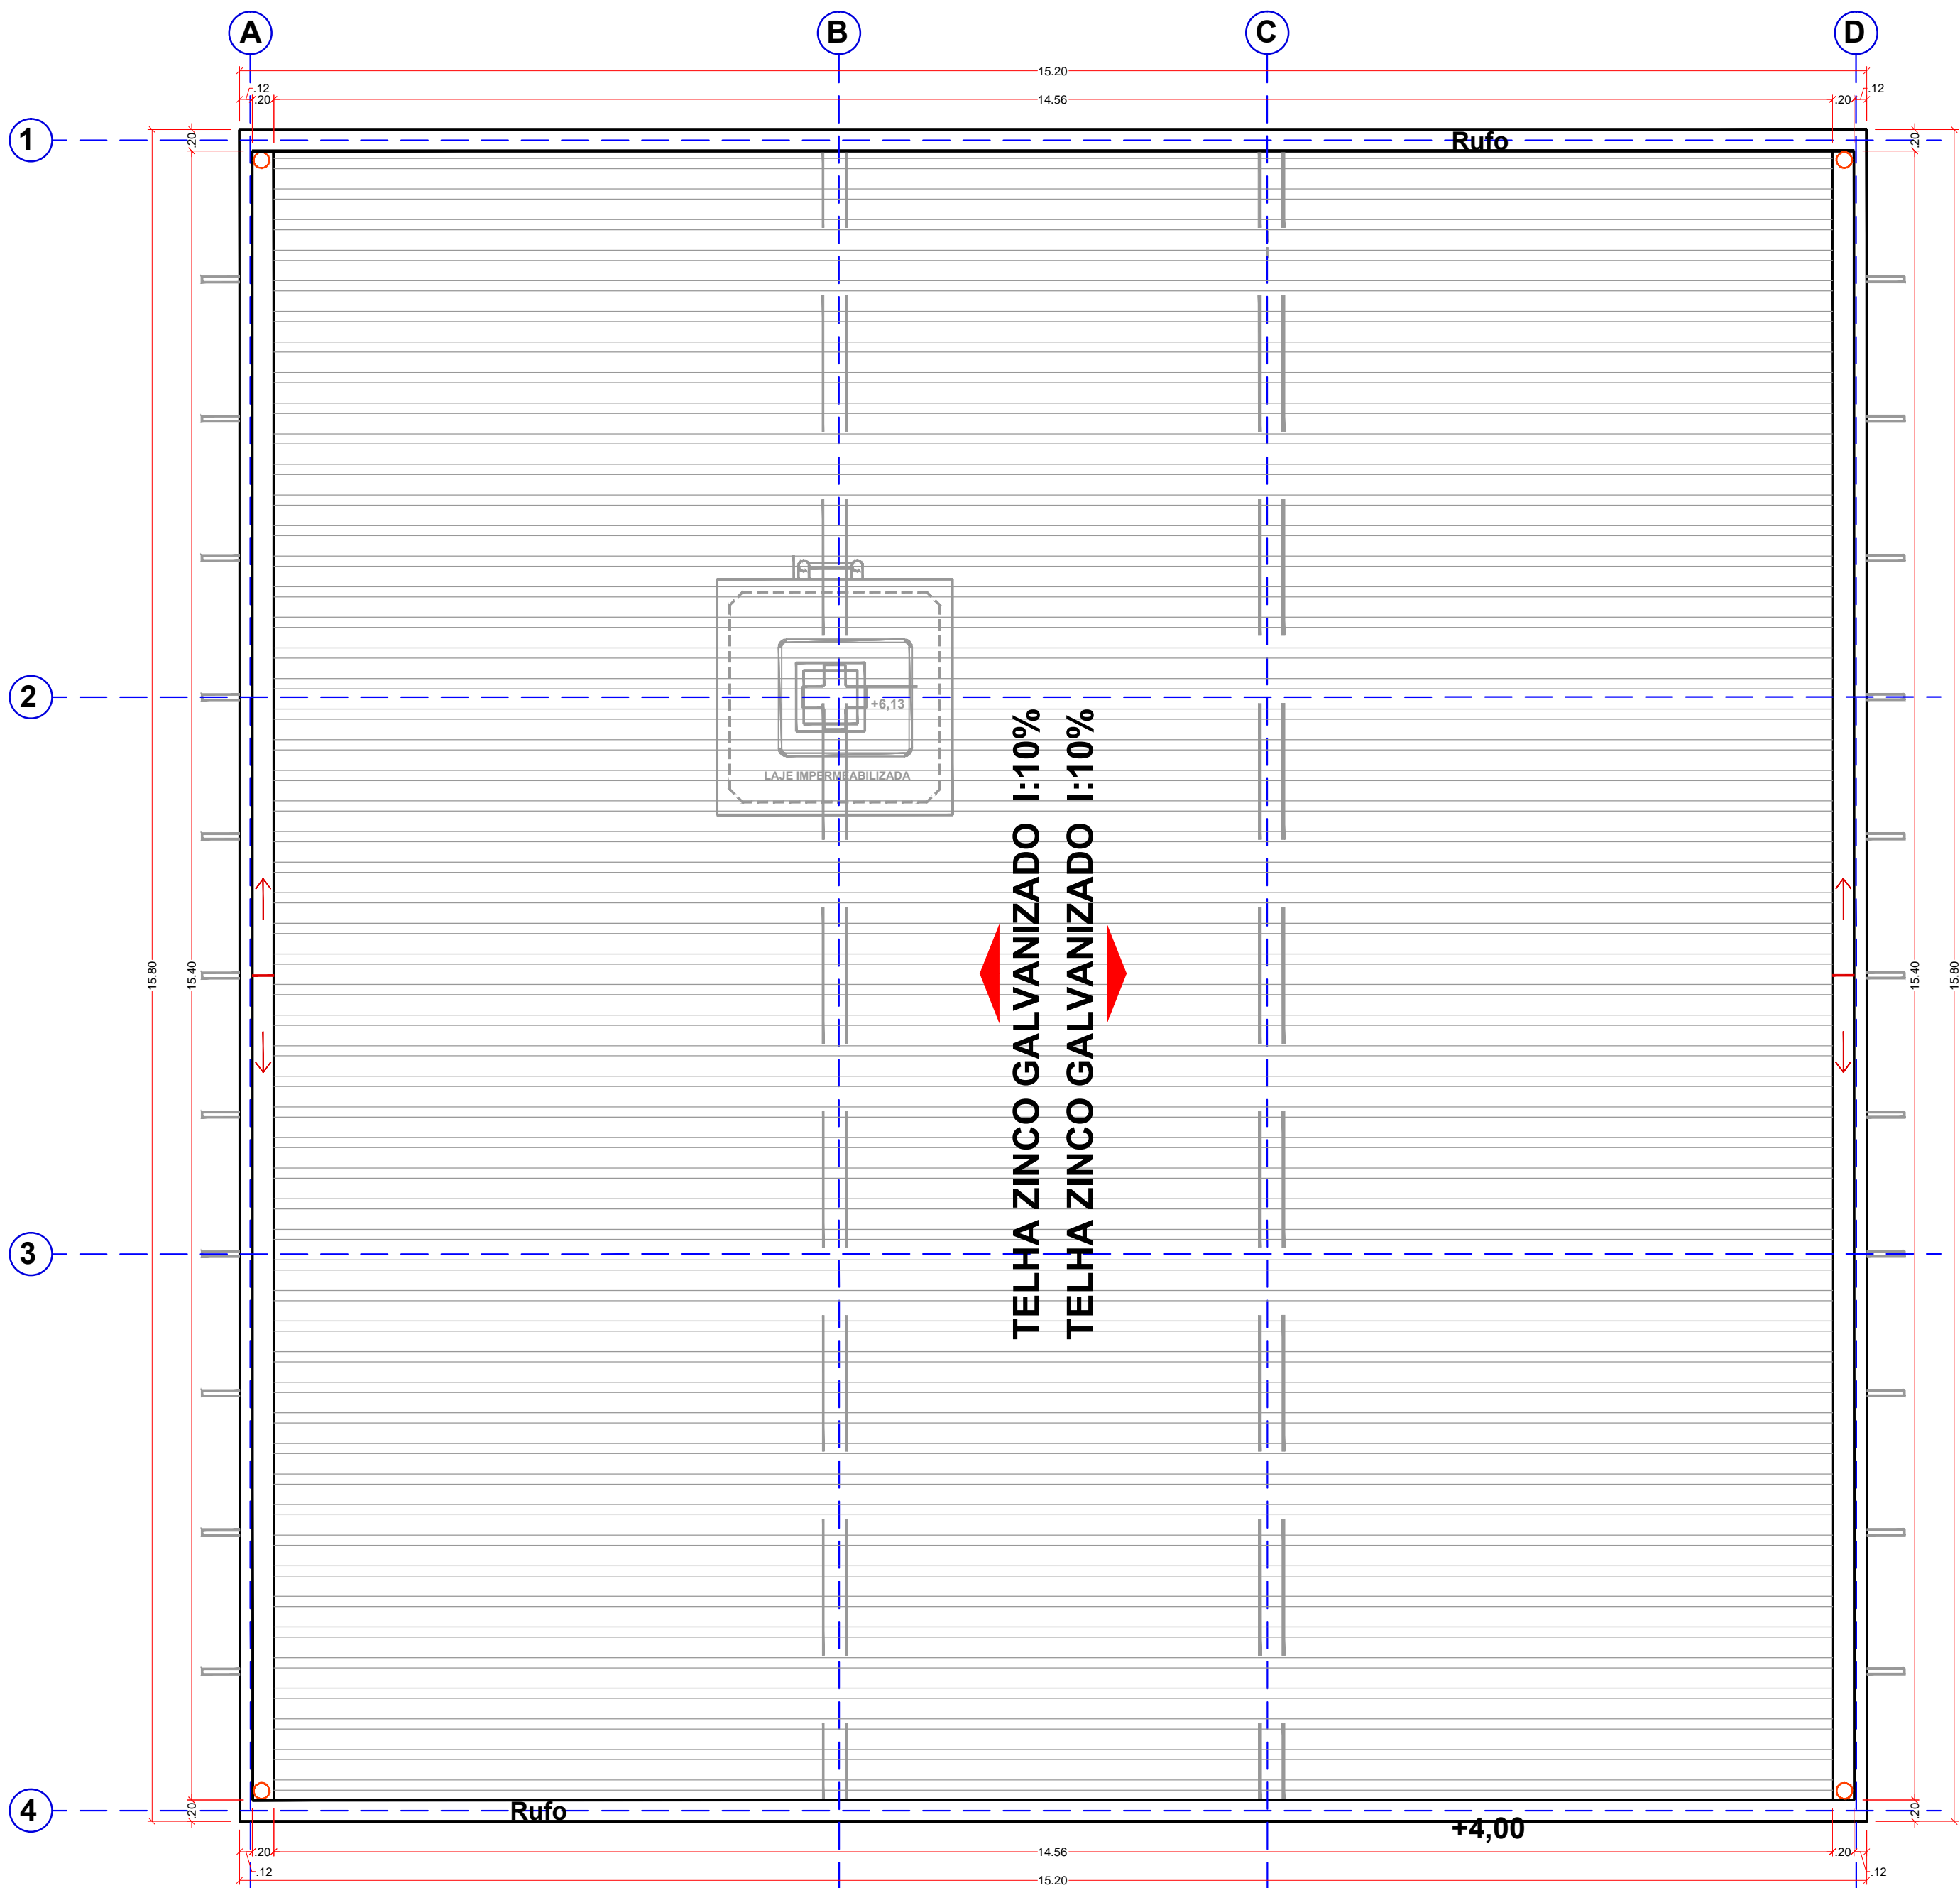 A B C D
15.20
.12 .20 14.56 .20 .12
1
Rufo
.20 .20
2
+6,13
LAJE IMPERMEABILIZADA
TELHA ZINCO GALVANIZADO I:10%
TELHA ZINCO GALVANIZADO I:10%
15.80 15.40 15.40 15.80
3
4
Rufo
.20 .20
+4,00
.20 14.56 .20
.12 .12
15.20